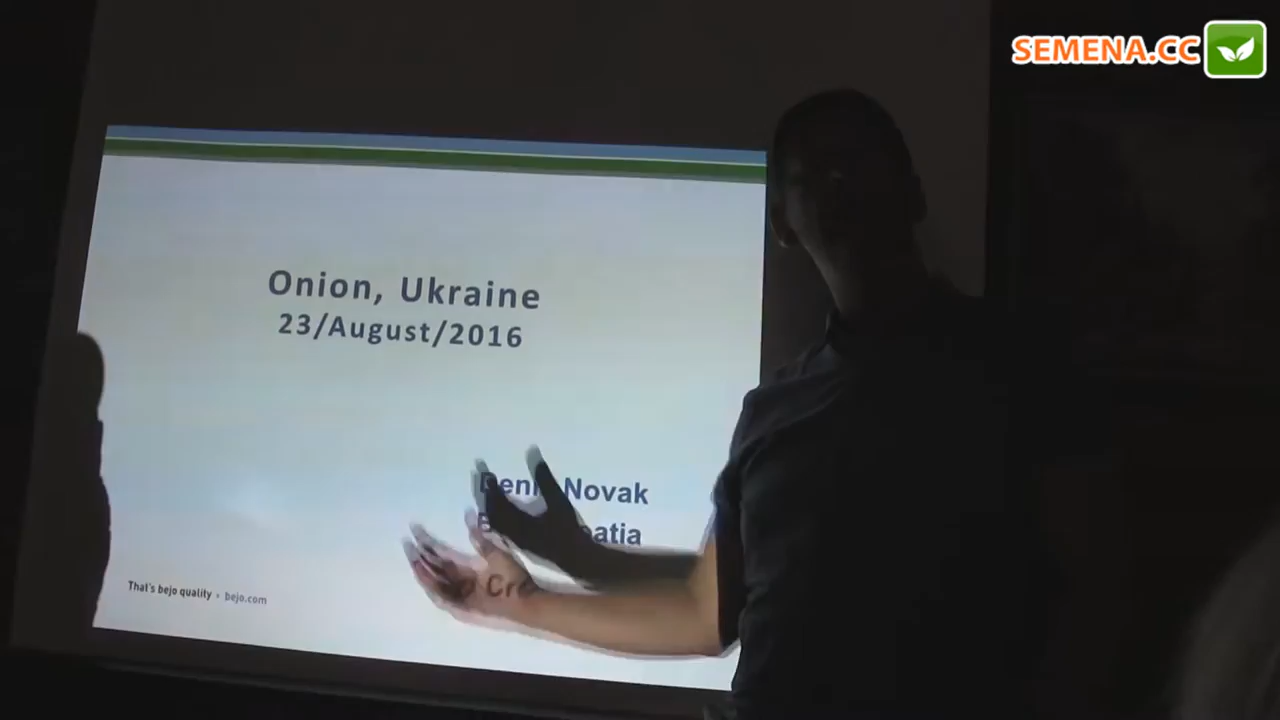 SEMENA.CC
Onion, Ukraine
23/August/2016
Novak
That's bejo quality • bejo.com